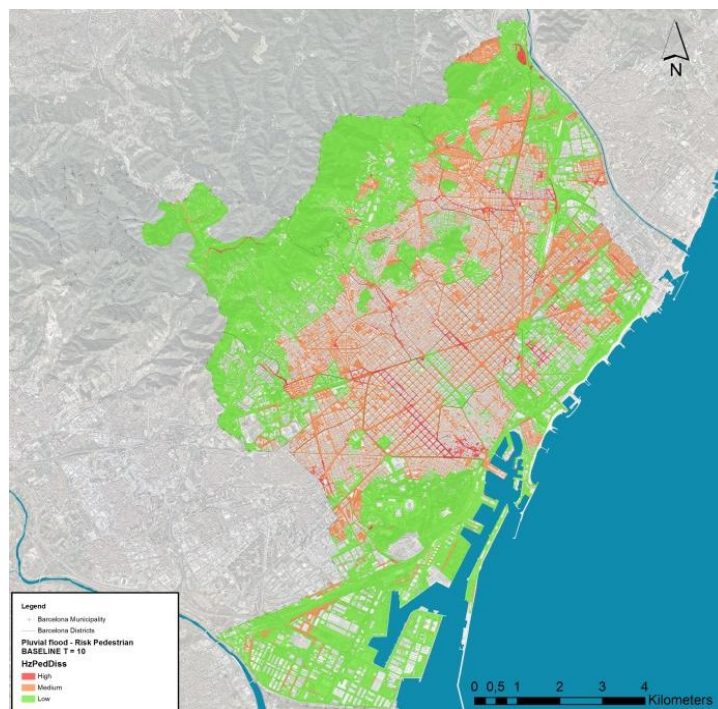 N
Legend
Barcelona Municipality
Barcelona Districts
Pluvial flood - Risk Pedestrian
BASELINE T = 10
HzPedDiss
High
Medium
Low
0 0,5 1 2 3 4
Kilometers